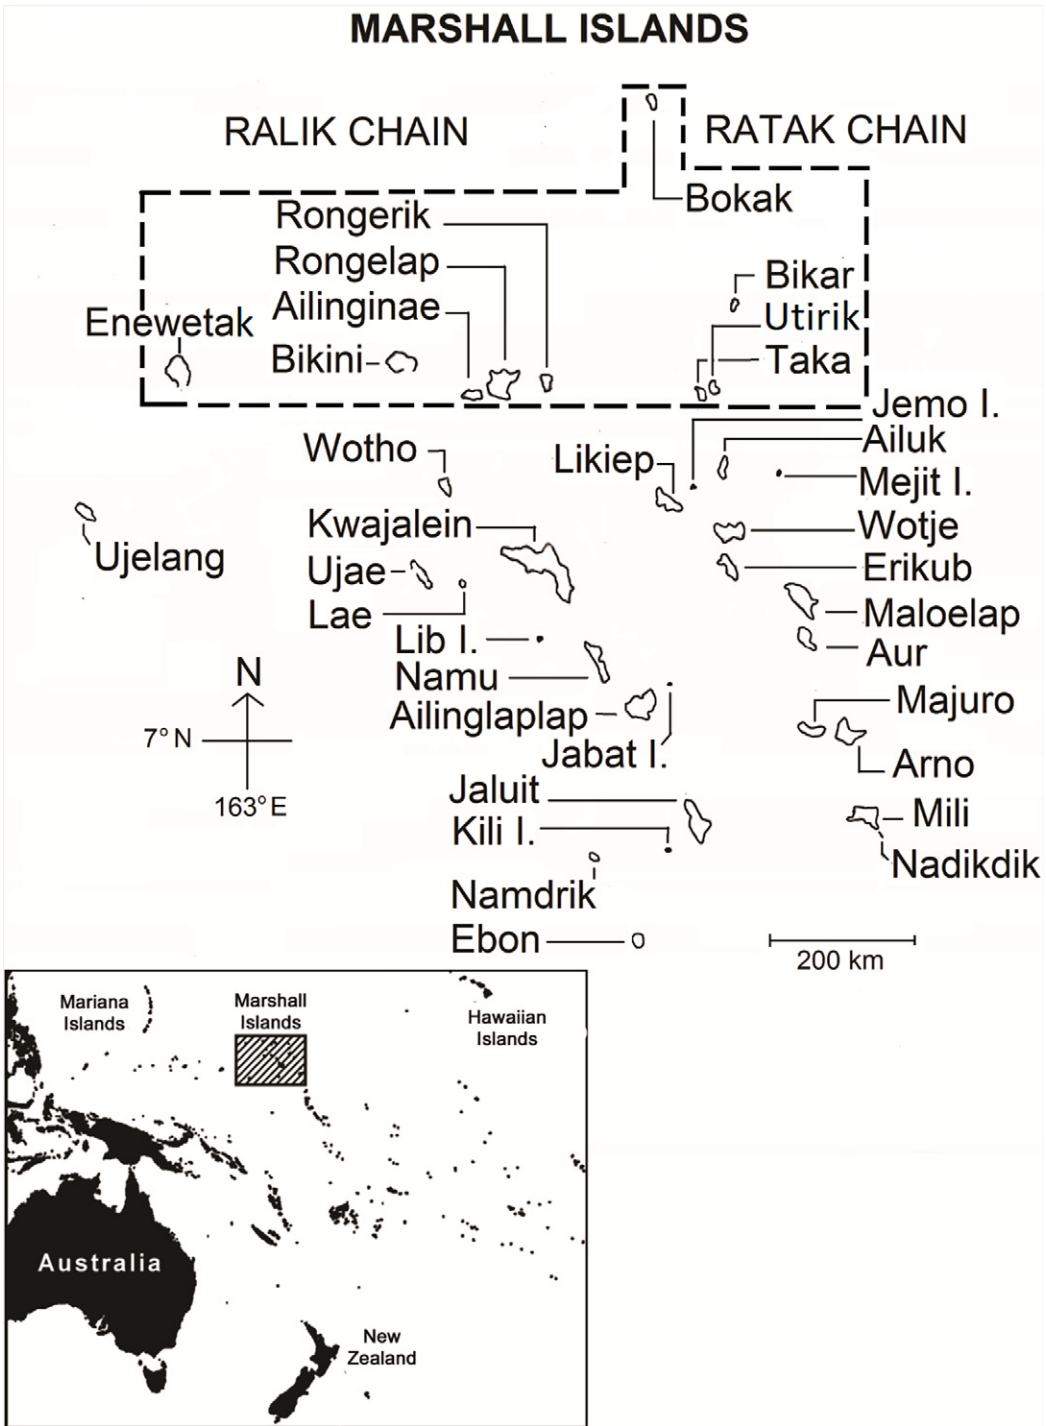 MARSHALL ISLANDS
RALIK CHAIN
RATAK CHAIN
Bokak
Rongerik
Rongelap
Bikar
Ailinginae
Utirik
Enewetak
Bikini
Taka
Jemo I.
Ailuk
Wotho
Likiep
Mejit I.
Kwajalein
Wotje
Ujelang
Ujae
Erikub
Lae
Maloelap
Lib I.
Aur
N
Namu
Majuro
Ailinglaplap
7° N
Jabat I.
Arno
163° E
Jaluit
Mili
Kili I.
Nadikdik
Namdrik
Ebon
200 km
Mariana
Islands
Marshall
Islands
Hawaiian
Islands
Australia
New
Zealand